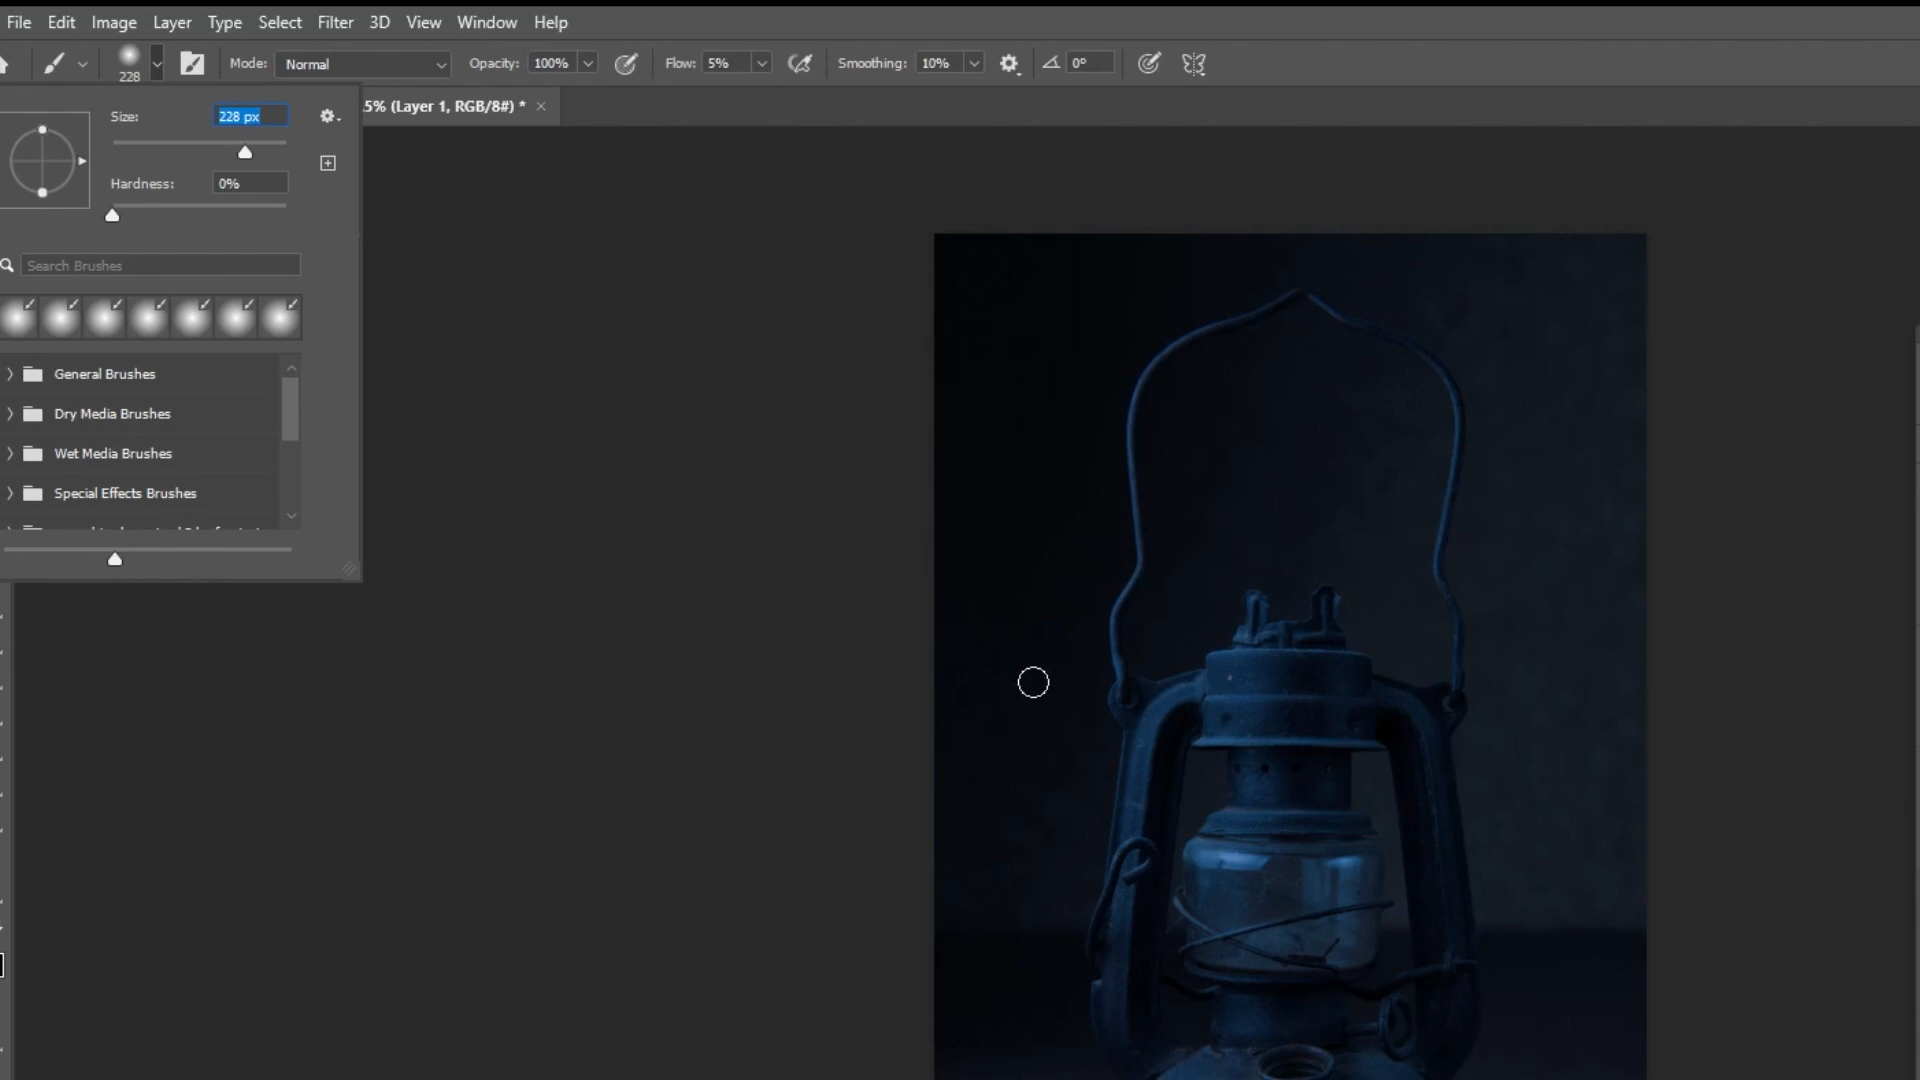 File Edit Image Layer Type Select Filter 3D View Window Help
228 Mode: Normal Opacity: 100% Flow: 5% Smoothing: 10% 0°
.5% (Layer 1, RGB/8#) * ×
Size: 228 px
Hardness: 0%
Search Brushes
General Brushes
Dry Media Brushes
Wet Media Brushes
Special Effects Brushes